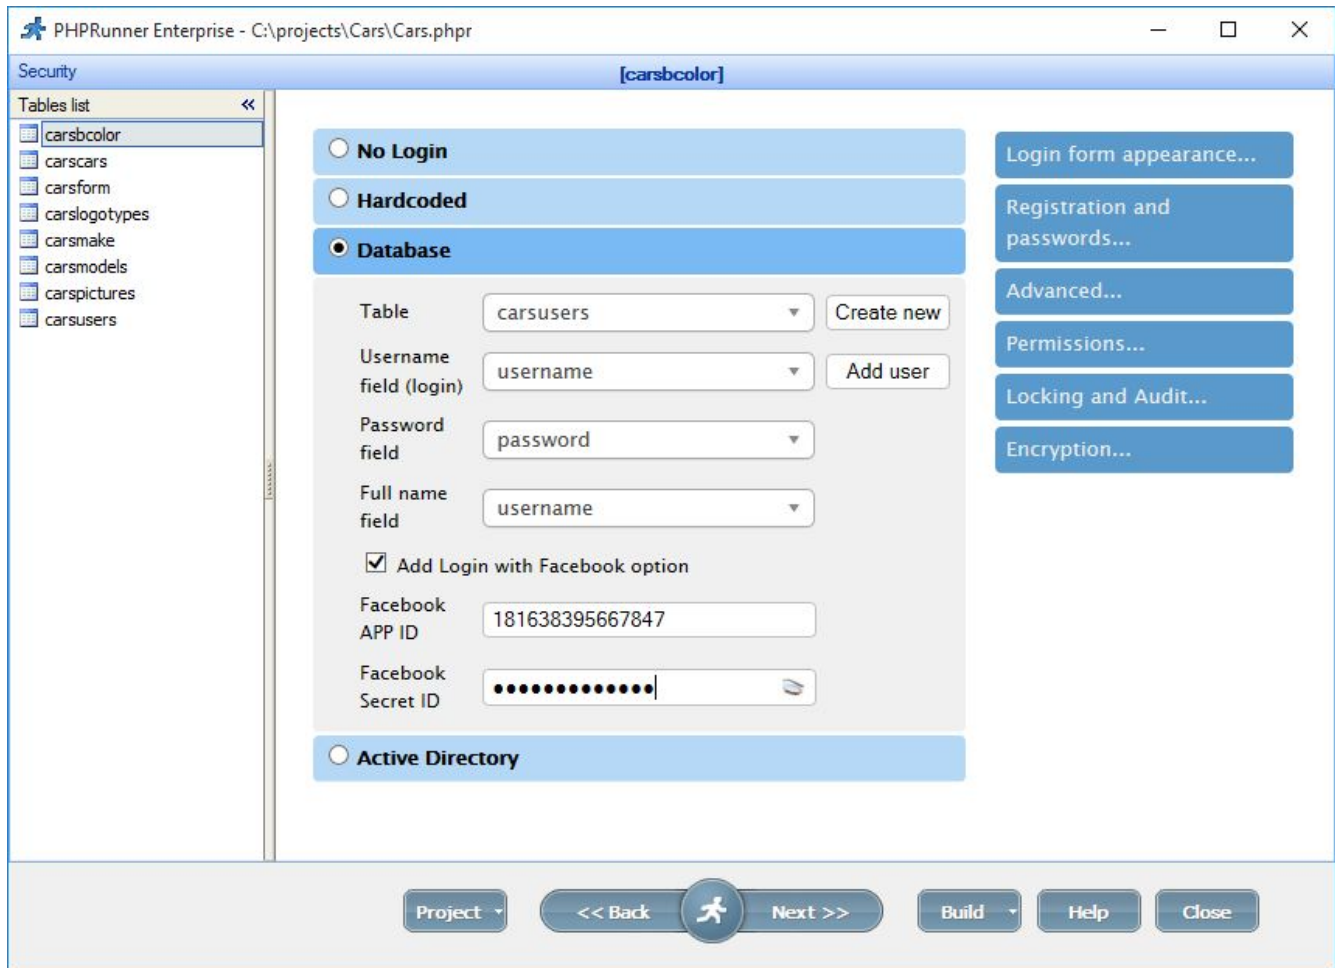 PHPRunner Enterprise - C:\projects\Cars\Cars.phpr
Security
[carsbcolor]
Tables list
carsbcolor
carscars
carsform
carslogotypes
carsmake
carsmodels
carspictures
carsusers
No Login
Hardcoded
Database
Table
carsusers
Create new
Username
field (login)
username
Add user
Password
field
password
Full name
field
username
Add Login with Facebook option
Facebook
APP ID
181638395667847
Facebook
Secret ID
•••••••••••••
Active Directory
Login form appearance...
Registration and
passwords...
Advanced...
Permissions...
Locking and Audit...
Encryption...
Project
<< Back
Next >>
Build
Help
Close